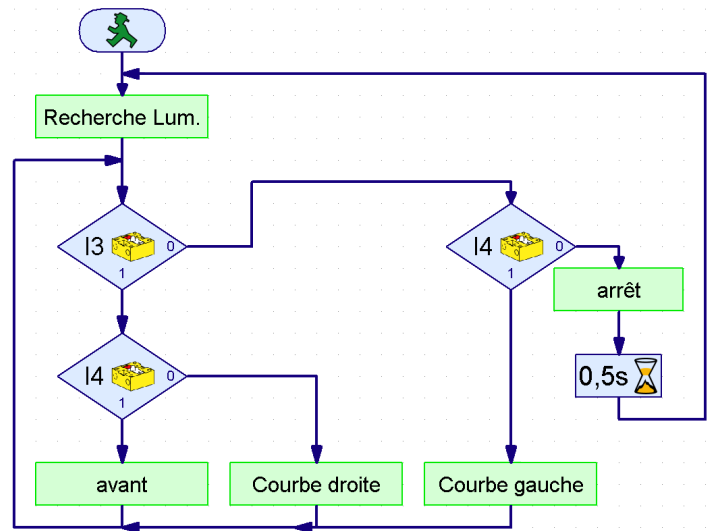 Recherche Lum.
I3
0
1
I4
0
1
arrêt
0,5s
I4
0
1
avant
Courbe droite
Courbe gauche